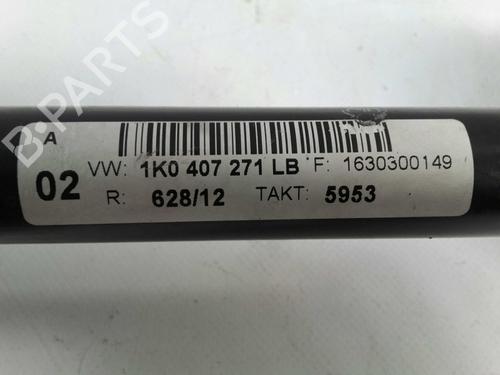 B-PARTS
A
02 VW: 1K0 407 271 LB F: 1630300149
R: 628/12 TAKT: 5953